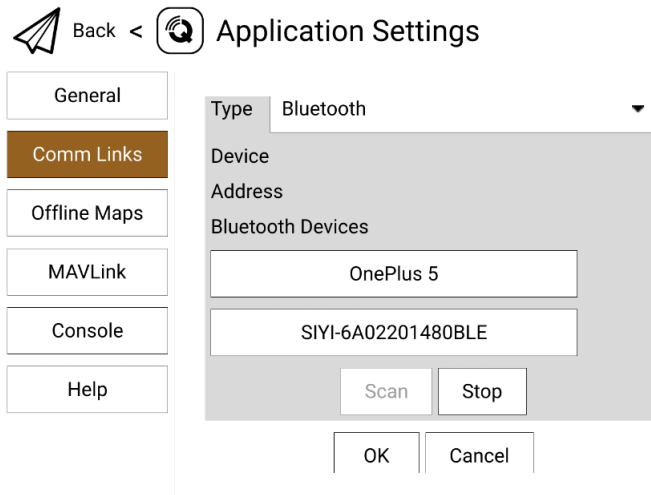 Back < Application Settings
General
Comm Links
Offline Maps
MAVLink
Console
Help
Type Bluetooth
Device
Address
Bluetooth Devices
OnePlus 5
SIYI-6A02201480BLE
Scan Stop
OK Cancel